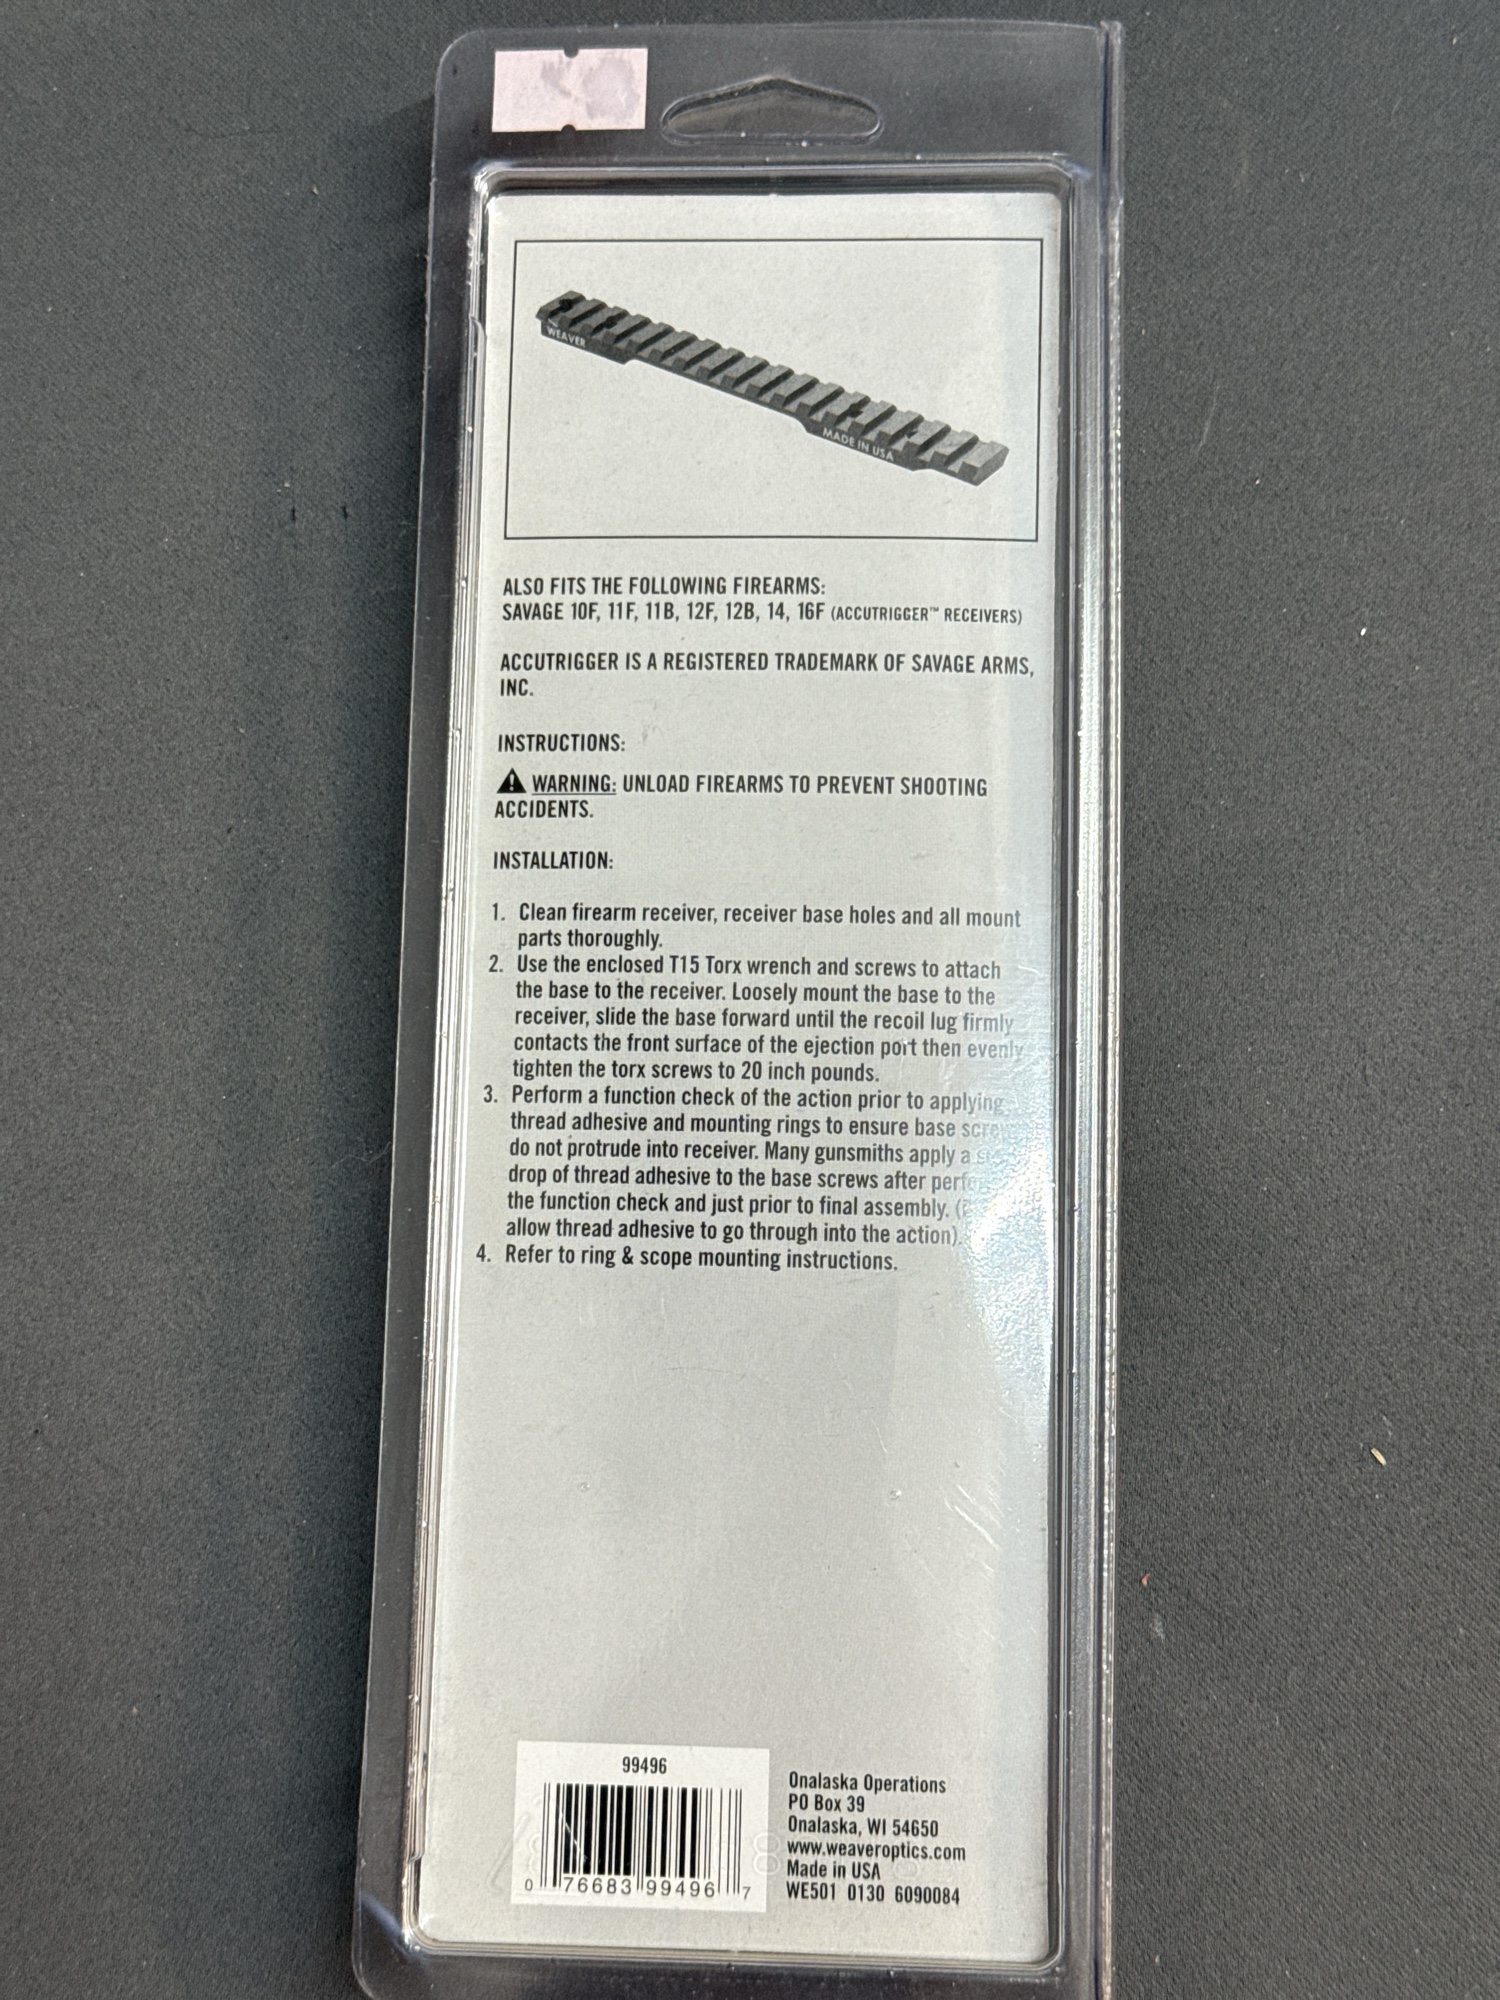 WEAVER
MADE IN USA
ALSO FITS THE FOLLOWING FIREARMS:
SAVAGE 10F, 11F, 11B, 12F, 12B, 14, 16F (ACCUTRIGGER™ RECEIVERS)
ACCUTRIGGER IS A REGISTERED TRADEMARK OF SAVAGE ARMS,
INC.
INSTRUCTIONS:
WARNING: UNLOAD FIREARMS TO PREVENT SHOOTING
ACCIDENTS.
INSTALLATION:
1. Clean firearm receiver, receiver base holes and all mount
parts thoroughly.
2. Use the enclosed T15 Torx wrench and screws to attach
the base to the receiver. Loosely mount the base to the
receiver, slide the base forward until the recoil lug firmly
contacts the front surface of the ejection port then evenly
tighten the torx screws to 20 inch pounds.
3. Perform a function check of the action prior to applying
thread adhesive and mounting rings to ensure base
do not protrude into receiver. Many gunsmiths apply a
drop of thread adhesive to the base screws after
the function check and just prior to final assembly.
allow thread adhesive to go through into the action).
4. Refer to ring & scope mounting instructions.
99496
0 76683 99496 7
Onalaska Operations
PO Box 39
Onalaska, WI 54650
www.weaveroptics.com
Made in USA
WE501 0130 6090084